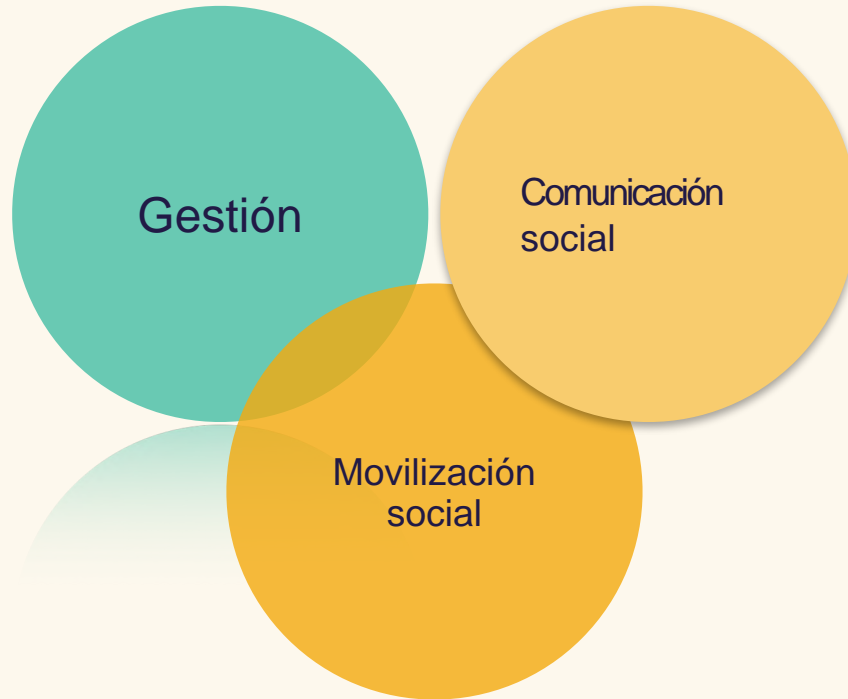 Gestión
Comunicación
social
Movilización
social